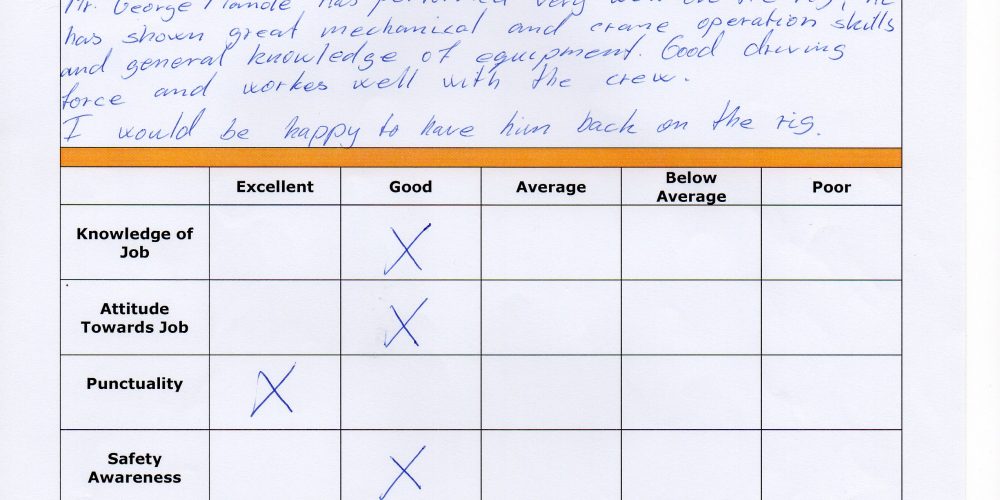 Mr. George has performed very well on the rig, he
has shown great mechanical and crane operation skills
and general knowledge of equipment. Good driving
force and workes well with the crew.
I would be happy to have him back on the rig.
Excellent Good Average Below Average Poor
Knowledge of
Job
Attitude
Towards Job
Punctuality
Safety
Awareness